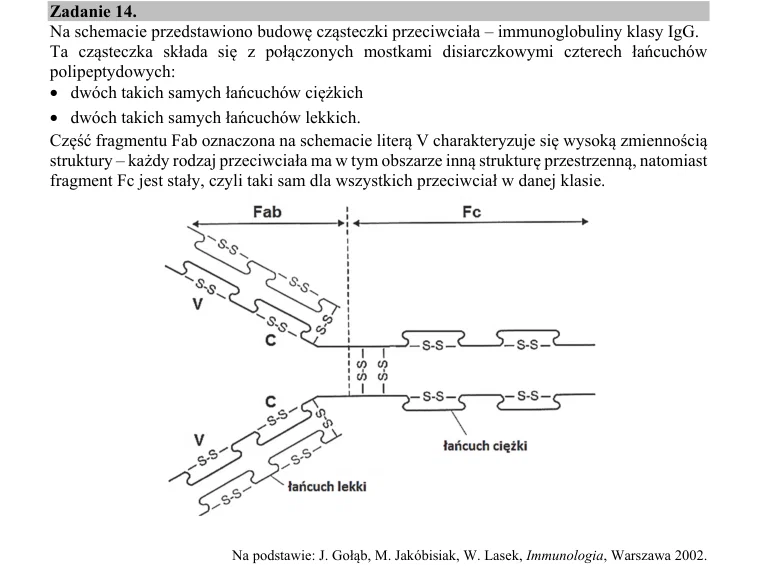 Zadanie 14.
Na schemacie przedstawiono budowę cząsteczki przeciwciała – immunoglobuliny klasy IgG.
Ta cząsteczka składa się z połączonych mostkami disiarczkowymi czterech łańcuchów
polipeptydowych:
• dwóch takich samych łańcuchów ciężkich
• dwóch takich samych łańcuchów lekkich.
Część fragmentu Fab oznaczona na schemacie literą V charakteryzuje się wysoką zmiennością
struktury – każdy rodzaj przeciwciała ma w tym obszarze inną strukturę przestrzenną, natomiast
fragment Fc jest stały, czyli taki sam dla wszystkich przeciwciał w danej klasie.
Fab Fc
S-S
S-S
S-S
V
S-S
S-S
C
S-S S-S
S-S S-S
C
S-S S-S
S-S
S-S
V
S-S
S-S
S-S
łańcuch ciężki
łańcuch lekki
Na podstawie: J. Gołąb, M. Jakóbisiak, W. Lasek, Immunologia, Warszawa 2002.